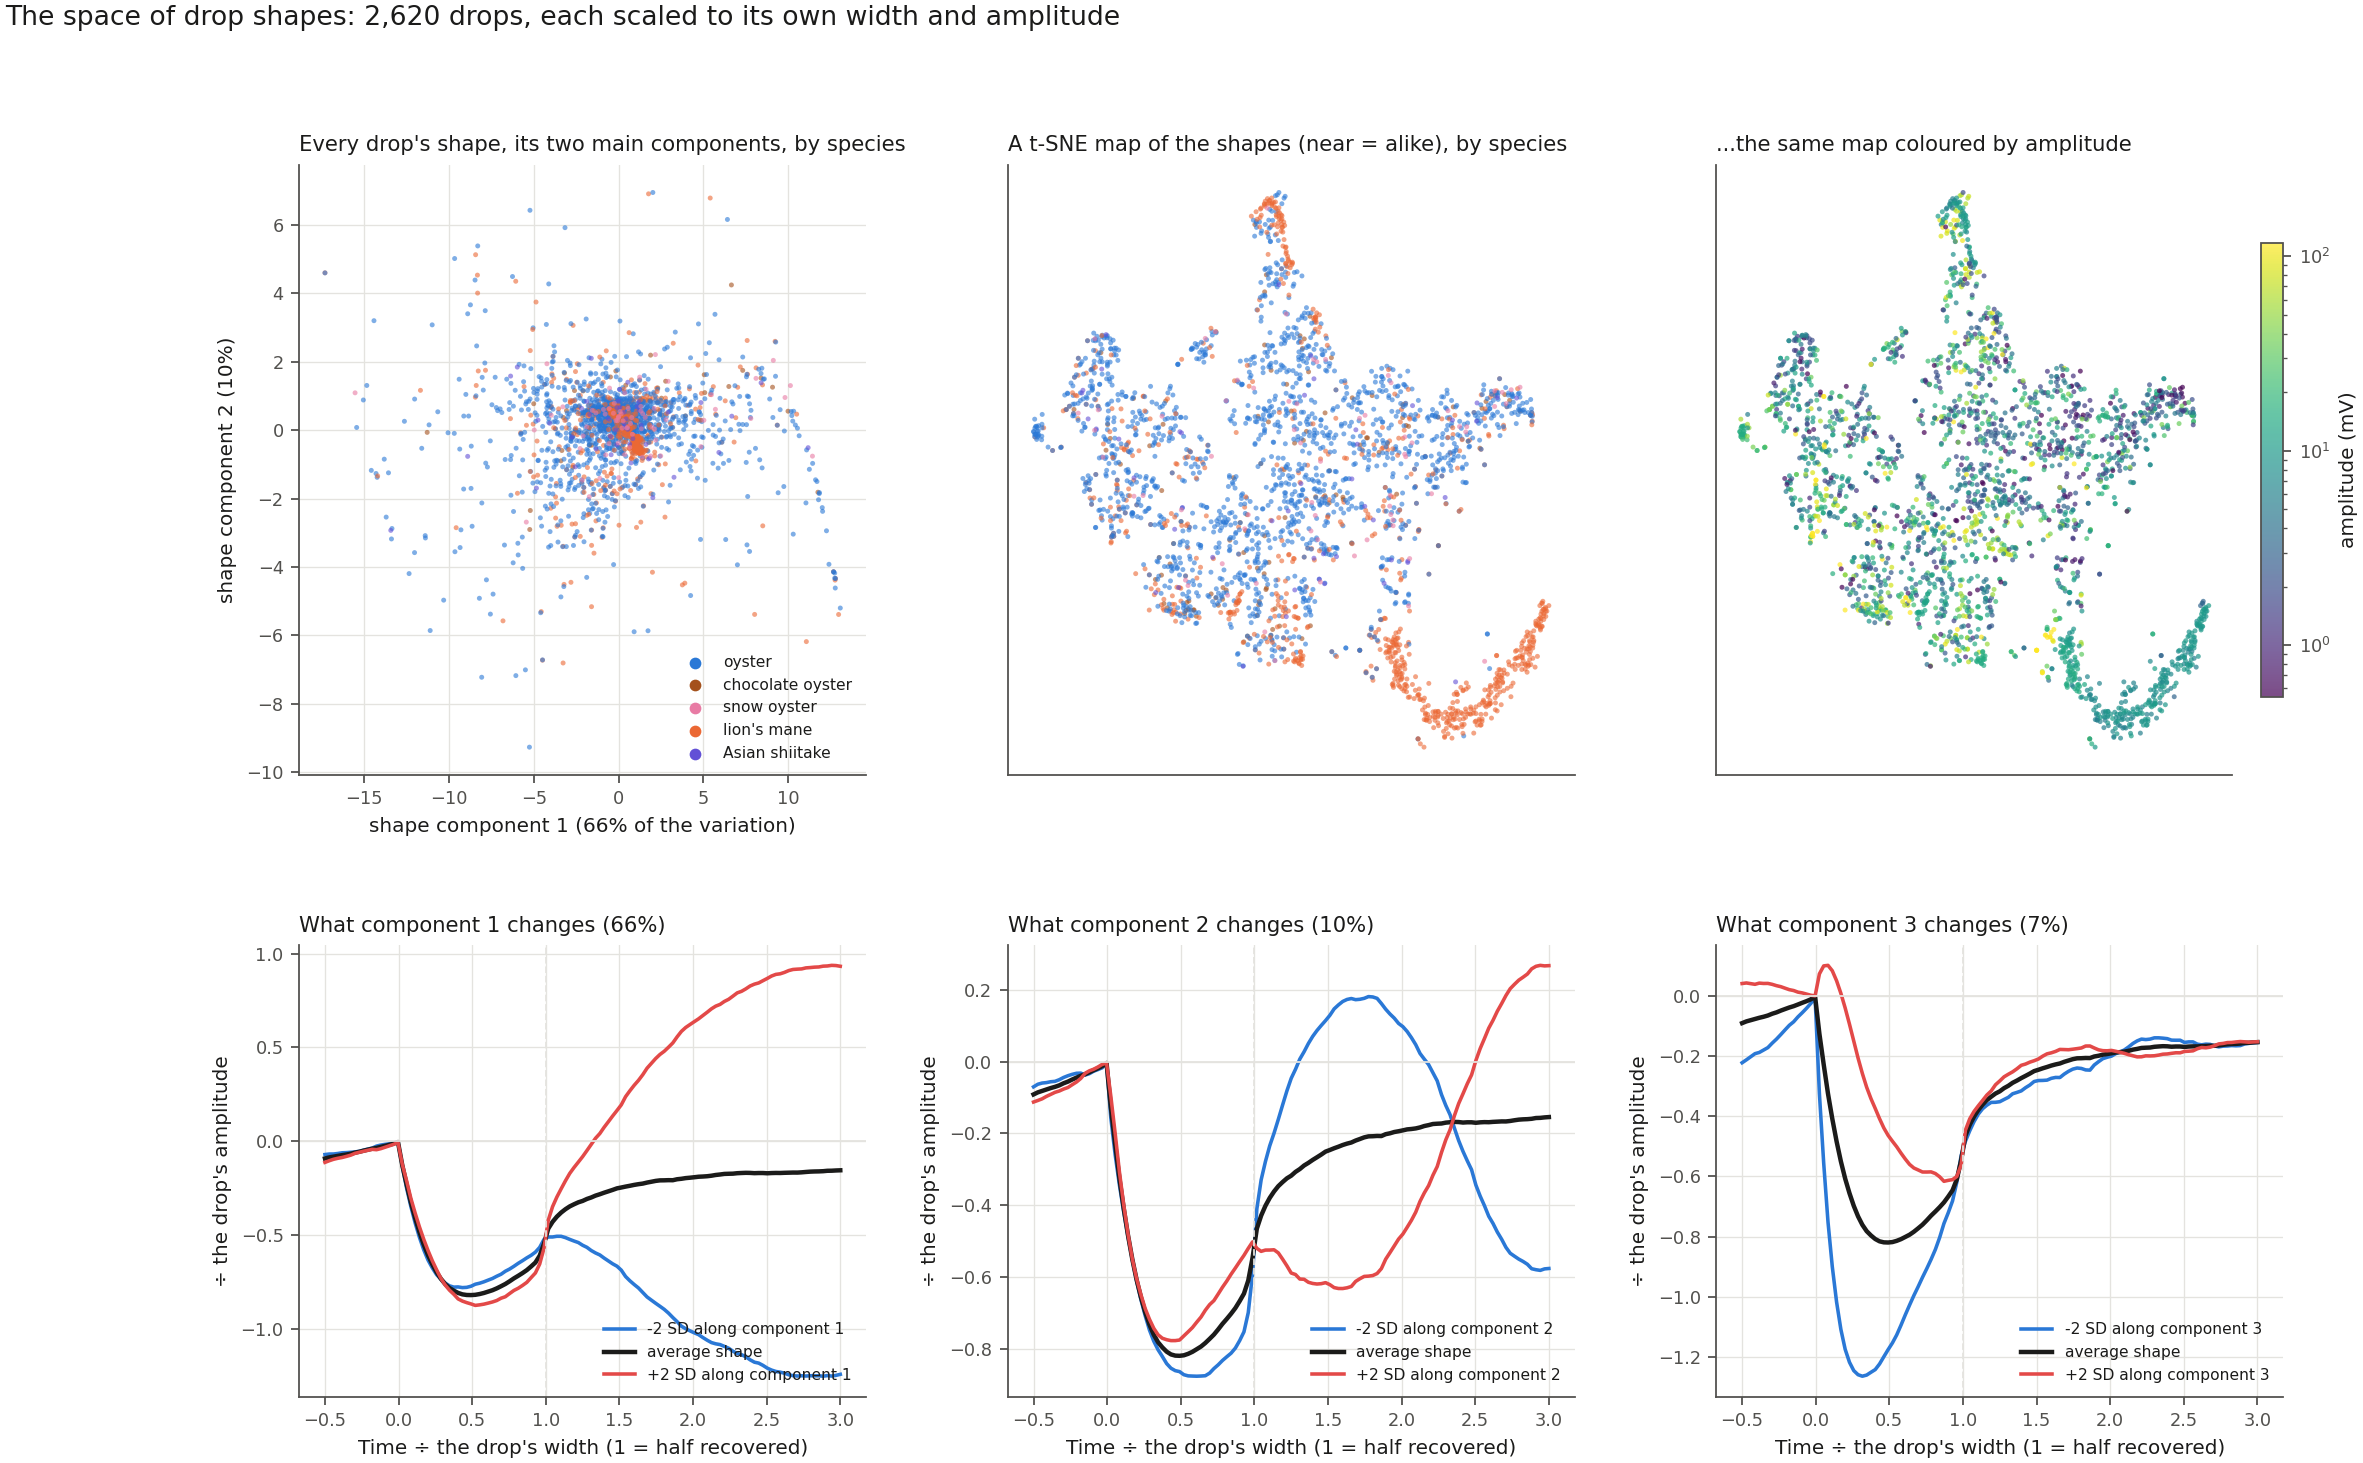 The space of drop shapes: 2,620 drops, each scaled to its own width and amplitude
Every drop's shape, its two main components, by species
6
4
2
0
−2
−4
−6
−8
−10
−15
−10
−5
0
5
10
shape component 2 (10%)
shape component 1 (66% of the variation)
oyster
chocolate oyster
snow oyster
lion's mane
Asian shiitake
A t-SNE map of the shapes (near = alike), by species
...the same map coloured by amplitude
10²
10¹
10⁰
amplitude (mV)
What component 1 changes (66%)
1.0
0.5
0.0
−0.5
−1.0
−0.5
0.0
0.5
1.0
1.5
2.0
2.5
3.0
÷ the drop's amplitude
Time ÷ the drop's width (1 = half recovered)
-2 SD along component 1
average shape
+2 SD along component 1
What component 2 changes (10%)
0.2
0.0
−0.2
−0.4
−0.6
−0.8
−0.5
0.0
0.5
1.0
1.5
2.0
2.5
3.0
÷ the drop's amplitude
Time ÷ the drop's width (1 = half recovered)
-2 SD along component 2
average shape
+2 SD along component 2
What component 3 changes (7%)
0.0
−0.2
−0.4
−0.6
−0.8
−1.0
−1.2
−0.5
0.0
0.5
1.0
1.5
2.0
2.5
3.0
÷ the drop's amplitude
Time ÷ the drop's width (1 = half recovered)
-2 SD along component 3
average shape
+2 SD along component 3